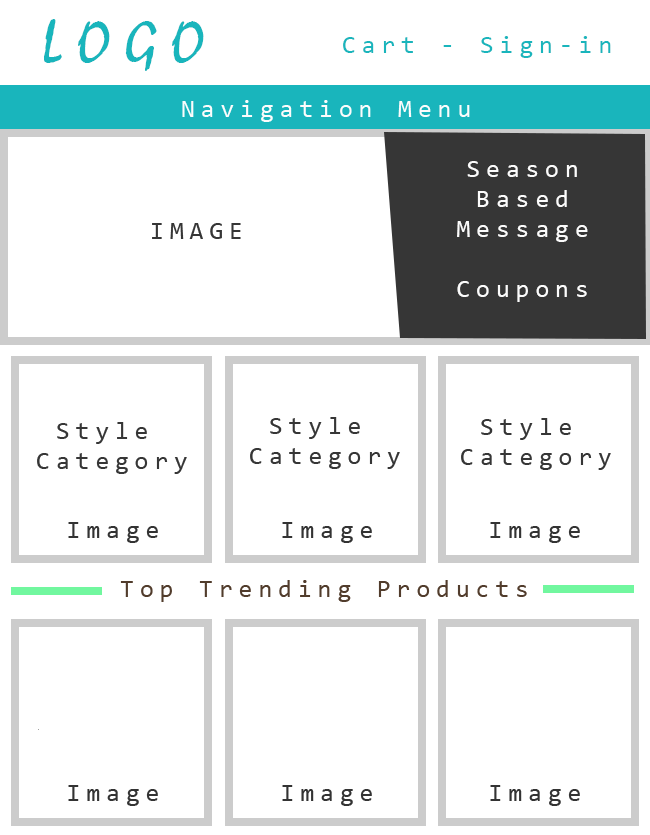 LOGO
Cart - Sign-in
Navigation Menu
IMAGE
Season
Based
Message
Coupons
Style
Category
Image
Style
Category
Image
Style
Category
Image
Top Trending Products
Image
Image
Image